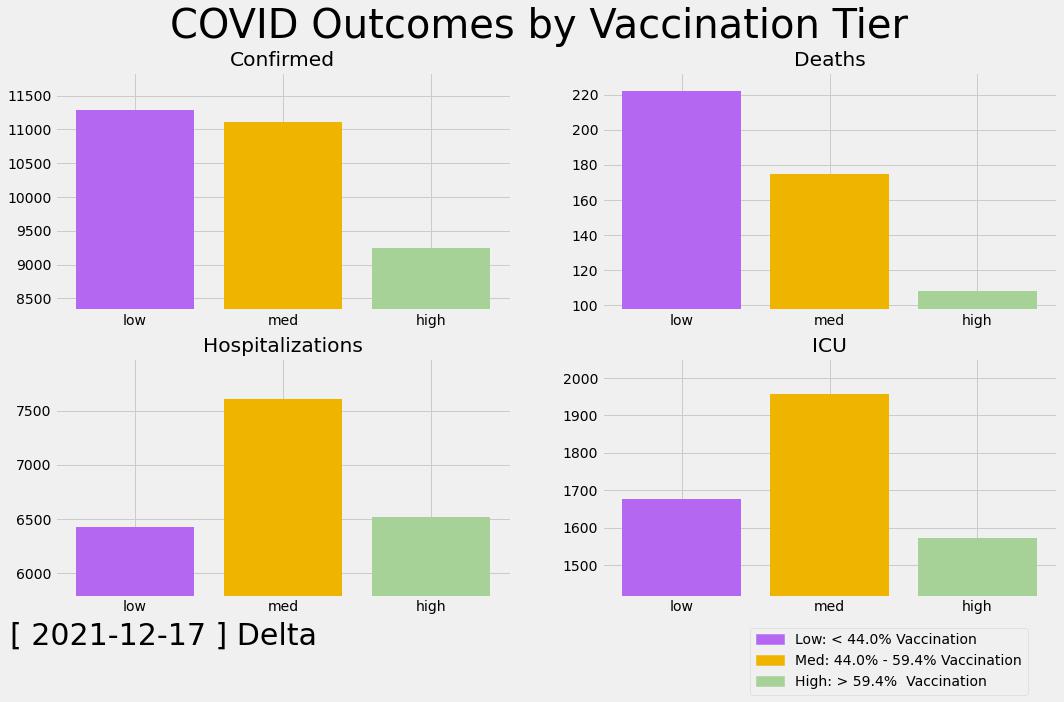 COVID Outcomes by Vaccination Tier
Confirmed
11500
11000
10500
10000
9500
9000
8500
low med high
Deaths
220
200
180
160
140
120
100
low med high
Hospitalizations
7500
7000
6500
6000
low med high
ICU
2000
1900
1800
1700
1600
1500
low med high
[ 2021-12-17 ] Delta
Low: < 44.0% Vaccination
Med: 44.0% - 59.4% Vaccination
High: > 59.4%  Vaccination